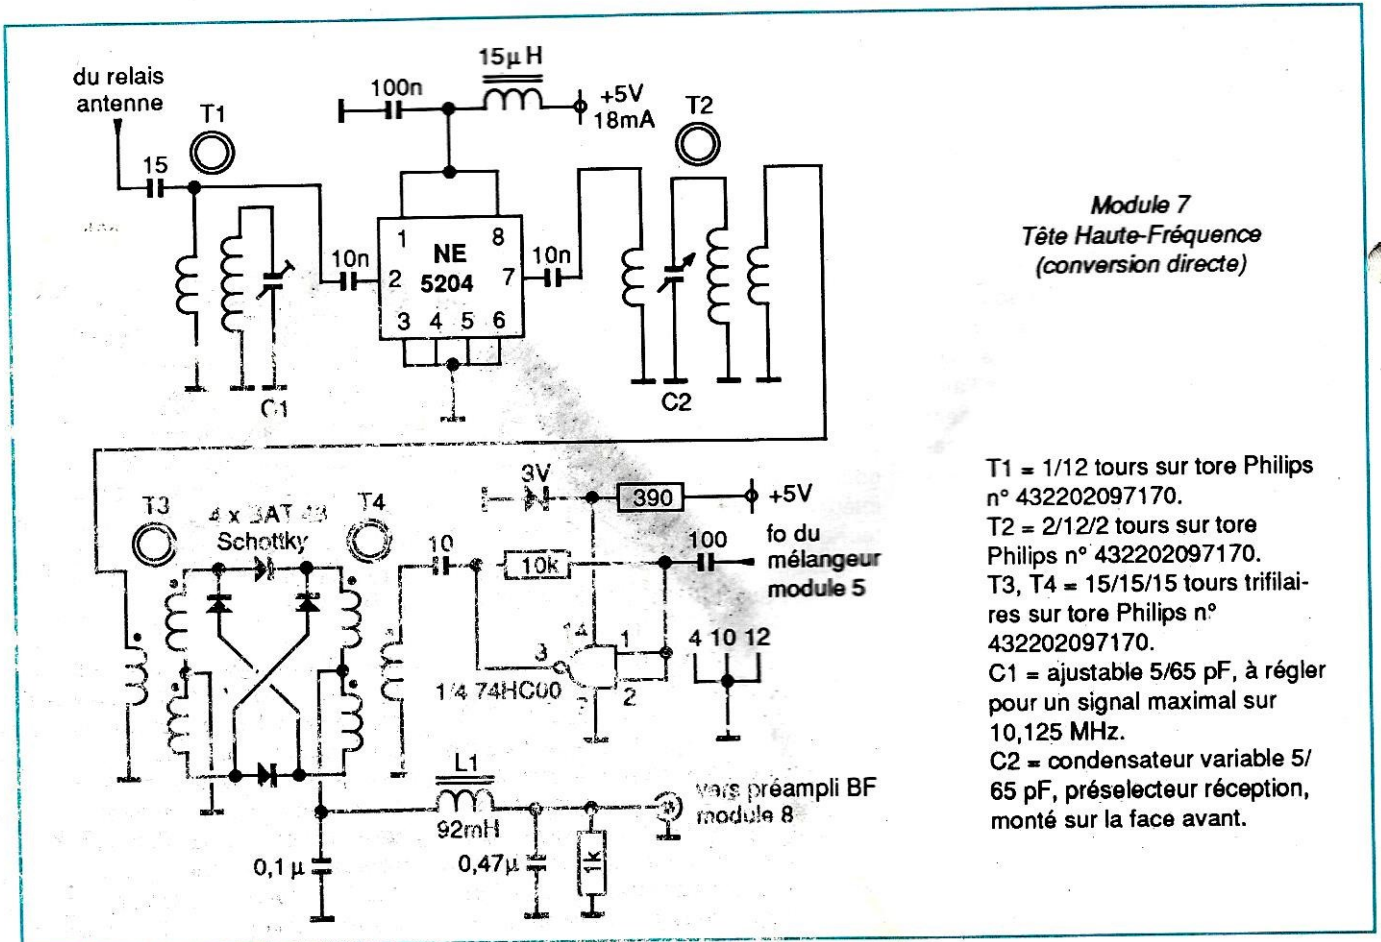 du relais
antenne
T1
15
100n
15µH
+5V
18mA
T2
10n
1
8
NE
5204
2
7
3
4
5
6
10n
C1
C2
Module 7
Tête Haute-Fréquence
(conversion directe)
T3
4 x BAT 43
Schottky
T4
10
3V
390
+5V
10k
100
fo du
mélangeur
module 5
14
1
3
2
1/4 74HC00
4 10 12
L1
92mH
0,1 µ
0,47µ
1k
vers préampli BF
module 8
T1 = 1/12 tours sur tore Philips
n° 432202097170.
T2 = 2/12/2 tours sur tore
Philips n° 432202097170.
T3, T4 = 15/15/15 tours trifilai-
res sur tore Philips n°
432202097170.
C1 = ajustable 5/65 pF, à régler
pour un signal maximal sur
10,125 MHz.
C2 = condensateur variable 5/
65 pF, préselecteur réception,
monté sur la face avant.